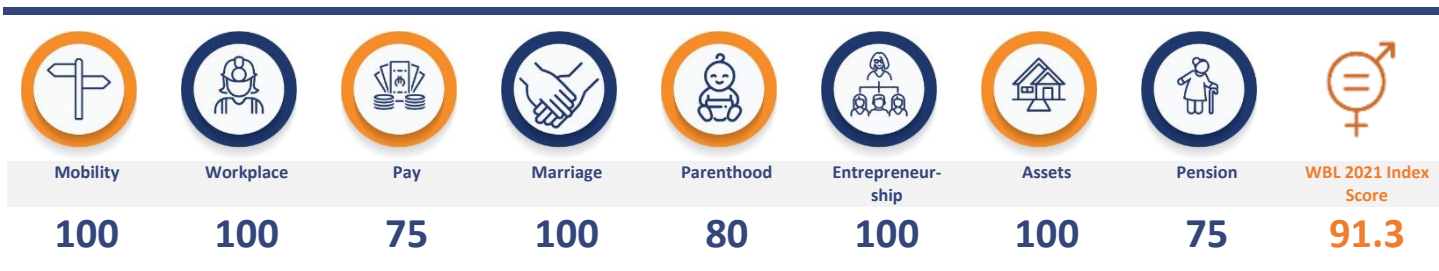 Mobility Workplace Pay Marriage Parenthood Entrepreneur-
ship Assets Pension WBL 2021 Index
Score
100 100 75 100 80 100 100 75 91.3